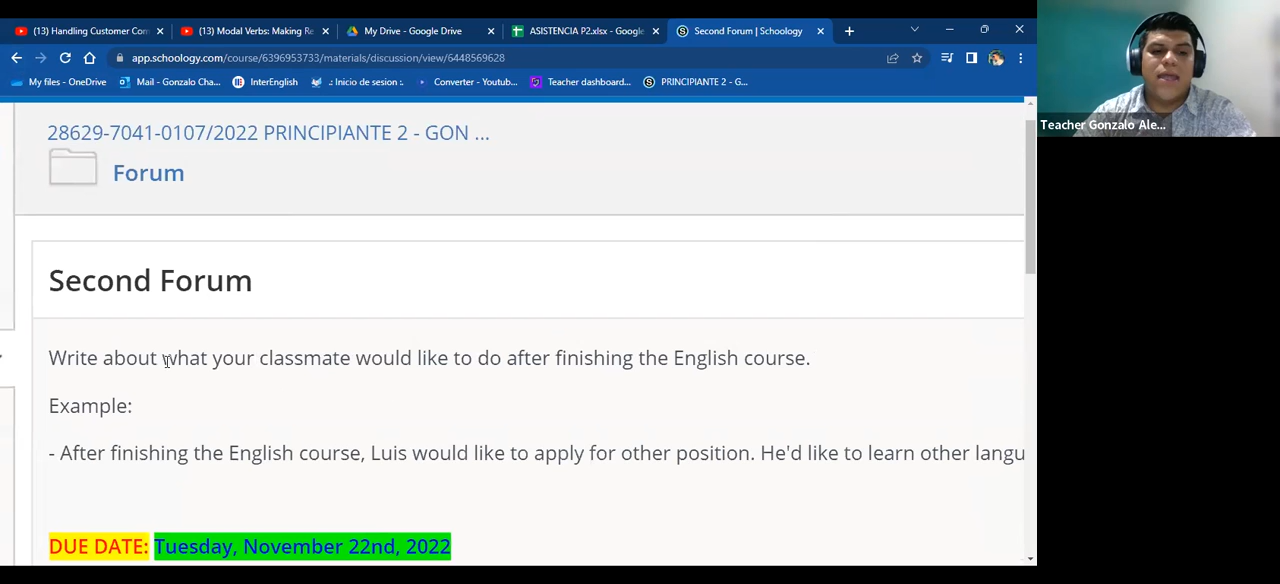 (13) Handling Customer Com
(13) Modal Verbs: Making Re
My Drive - Google Drive
ASISTENCIA P2.xlsx - Google
Second Forum | Schoology
app.schoology.com/course/6396953733/materials/discussion/view/6448569628
My files - OneDrive
Mail - Gonzalo Cha...
InterEnglish
.: Inicio de sesion :.
Converter - Youtub...
Teacher dashboard...
PRINCIPIANTE 2 - G...
Teacher Gonzalo Ale...
28629-7041-0107/2022 PRINCIPIANTE 2 - GON ...
Forum
Second Forum
Write about what your classmate would like to do after finishing the English course.
Example:
- After finishing the English course, Luis would like to apply for other position. He'd like to learn other langu
DUE DATE: Tuesday, November 22nd, 2022